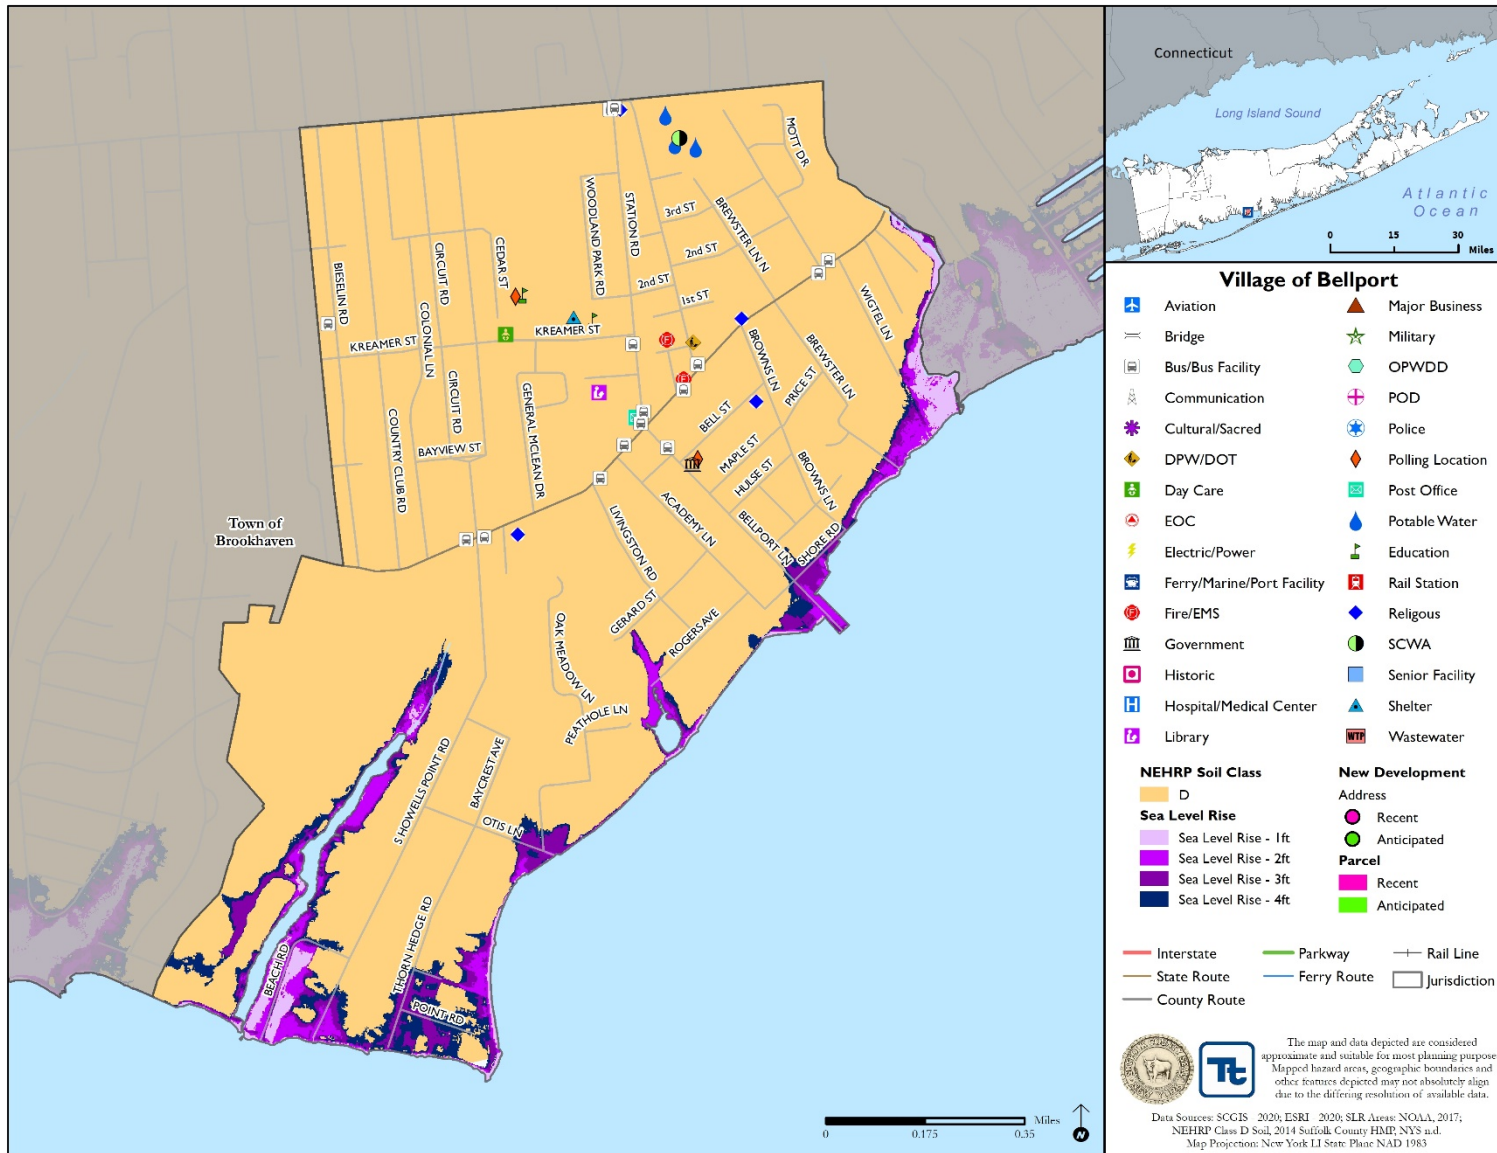 MOTT DR
WOODLAND PARK RD
STATION RD
3rd ST
BREWSTER LN N
2nd ST
2nd ST
1st ST
CEDAR ST
CIRCUIT RD
BIESELIN RD
COLONIAL LN
WIGTEL LN
KREAMER ST
KREAMER ST
BROWNS LN
BREWSTER LN
PRICE ST
CIRCUIT RD
GENERAL MCLEAN DR
COUNTRY CLUB RD
BELL ST
BAYVIEW ST
MAPLE ST
HULSE ST
BROWNS LN
Town of
Brookhaven
LIVINGSTON RD
ACADEMY LN
BELLPORT LN
SHORE RD
GERARD ST
ROGERS AVE
OAK MEADOW LN
PEATHOLE LN
S HOWELLS POINT RD
BAYCREST AVE
OTIS LN
THORN HEDGE RD
BEACH RD
POINT RD
0
0.175
0.35
Miles
N
Connecticut
Long Island Sound
Atlantic
Ocean
0
15
30
Miles
Village of Bellport
Aviation
Major Business
Bridge
Military
Bus/Bus Facility
OPWDD
Communication
POD
Cultural/Sacred
Police
DPW/DOT
Polling Location
Day Care
Post Office
EOC
Potable Water
Electric/Power
Education
Ferry/Marine/Port Facility
Rail Station
Fire/EMS
Religous
Government
SCWA
Historic
Senior Facility
H
Hospital/Medical Center
Shelter
Library
WTP
Wastewater
NEHRP Soil Class
D
Sea Level Rise
Sea Level Rise - 1ft
Sea Level Rise - 2ft
Sea Level Rise - 3ft
Sea Level Rise - 4ft
New Development
Address
Recent
Anticipated
Parcel
Recent
Anticipated
Interstate
Parkway
Rail Line
State Route
Ferry Route
Jurisdiction
County Route
Tt
The map and data depicted are considered
approximate and suitable for most planning purpose
Mapped hazard areas, geographic boundaries and
other features depicted may not absolutely align
due to the differing resolution of available data.
Data Sources: SCGIS 2020; ESRI 2020; SLR Areas: NOAA, 2017;
NEHRP Class D Soil, 2014 Suffolk County HMP, NYS n.d.
Map Projection: New York LI State Plane NAD 1983